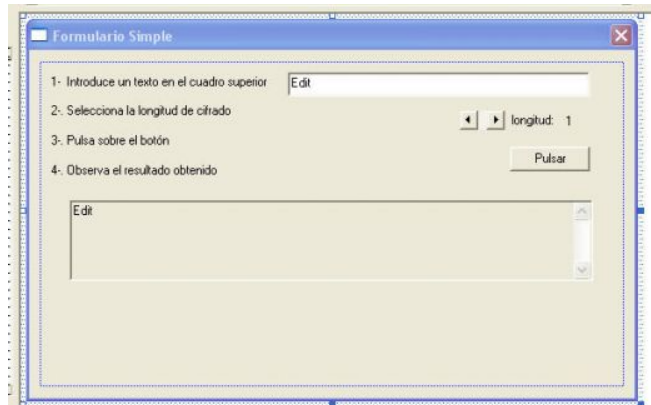 Formulario Simple
1- Introduce un texto en el cuadro superior Edit
2-. Selecciona la longitud de cifrado
longitud: 1
3-. Pulsa sobre el botón
Pulsar
4-. Observa el resultado obtenido
Edit